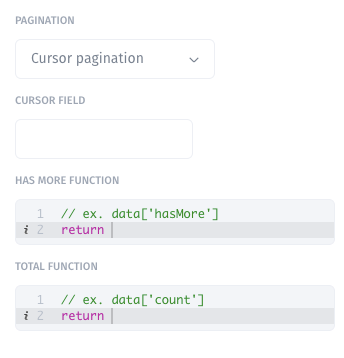 PAGINATION
Cursor pagination
CURSOR FIELD
HAS MORE FUNCTION
1 // ex. data['hasMore']
i 2 return
TOTAL FUNCTION
1 // ex. data['count']
i 2 return